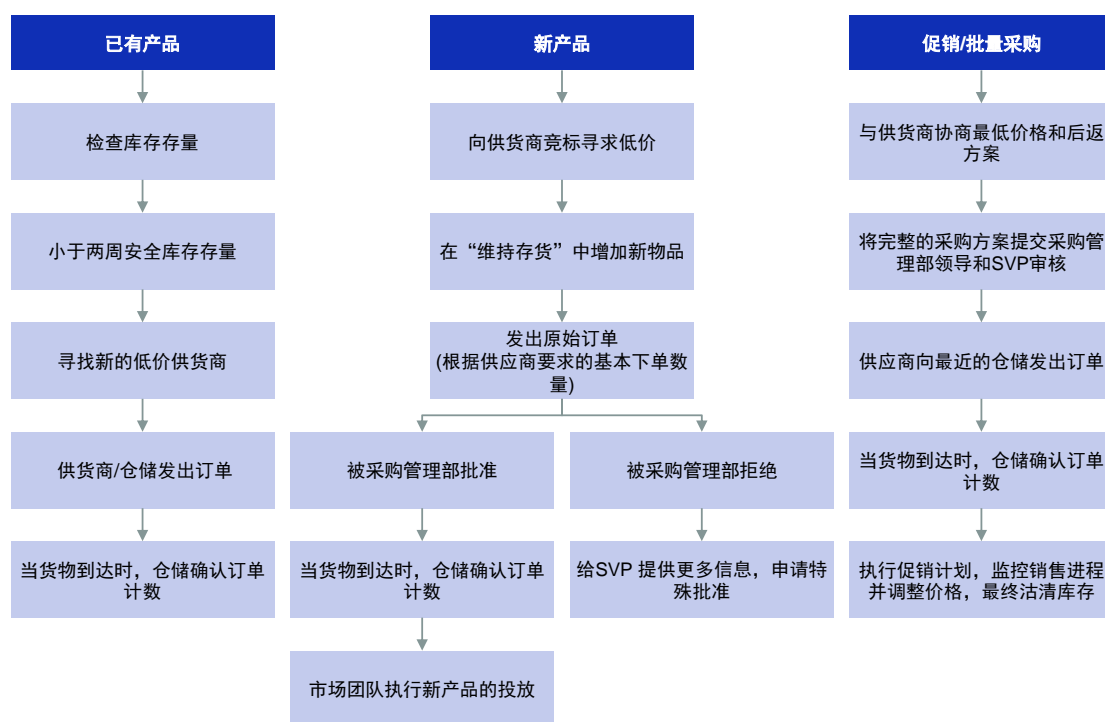 已有产品
检查库存存量
小于两周安全库存存量
寻找新的低价供货商
供货商/仓储发出订单
当货物到达时，仓储确认订单
计数
新产品
向供货商竞标寻求低价
在“维持存货”中增加新物品
发出原始订单
(根据供应商要求的基本下单数
量)
被采购管理部批准
当货物到达时，仓储确认订单
计数
市场团队执行新产品的投放
被采购管理部拒绝
给SVP 提供更多信息，申请特
殊批准
促销/批量采购
与供货商协商最低价格和后返
方案
将完整的采购方案提交采购管
理部领导和SVP审核
供应商向最近的仓储发出订单
当货物到达时，仓储确认订单
计数
执行促销计划，监控销售进程
并调整价格，最终沽清库存